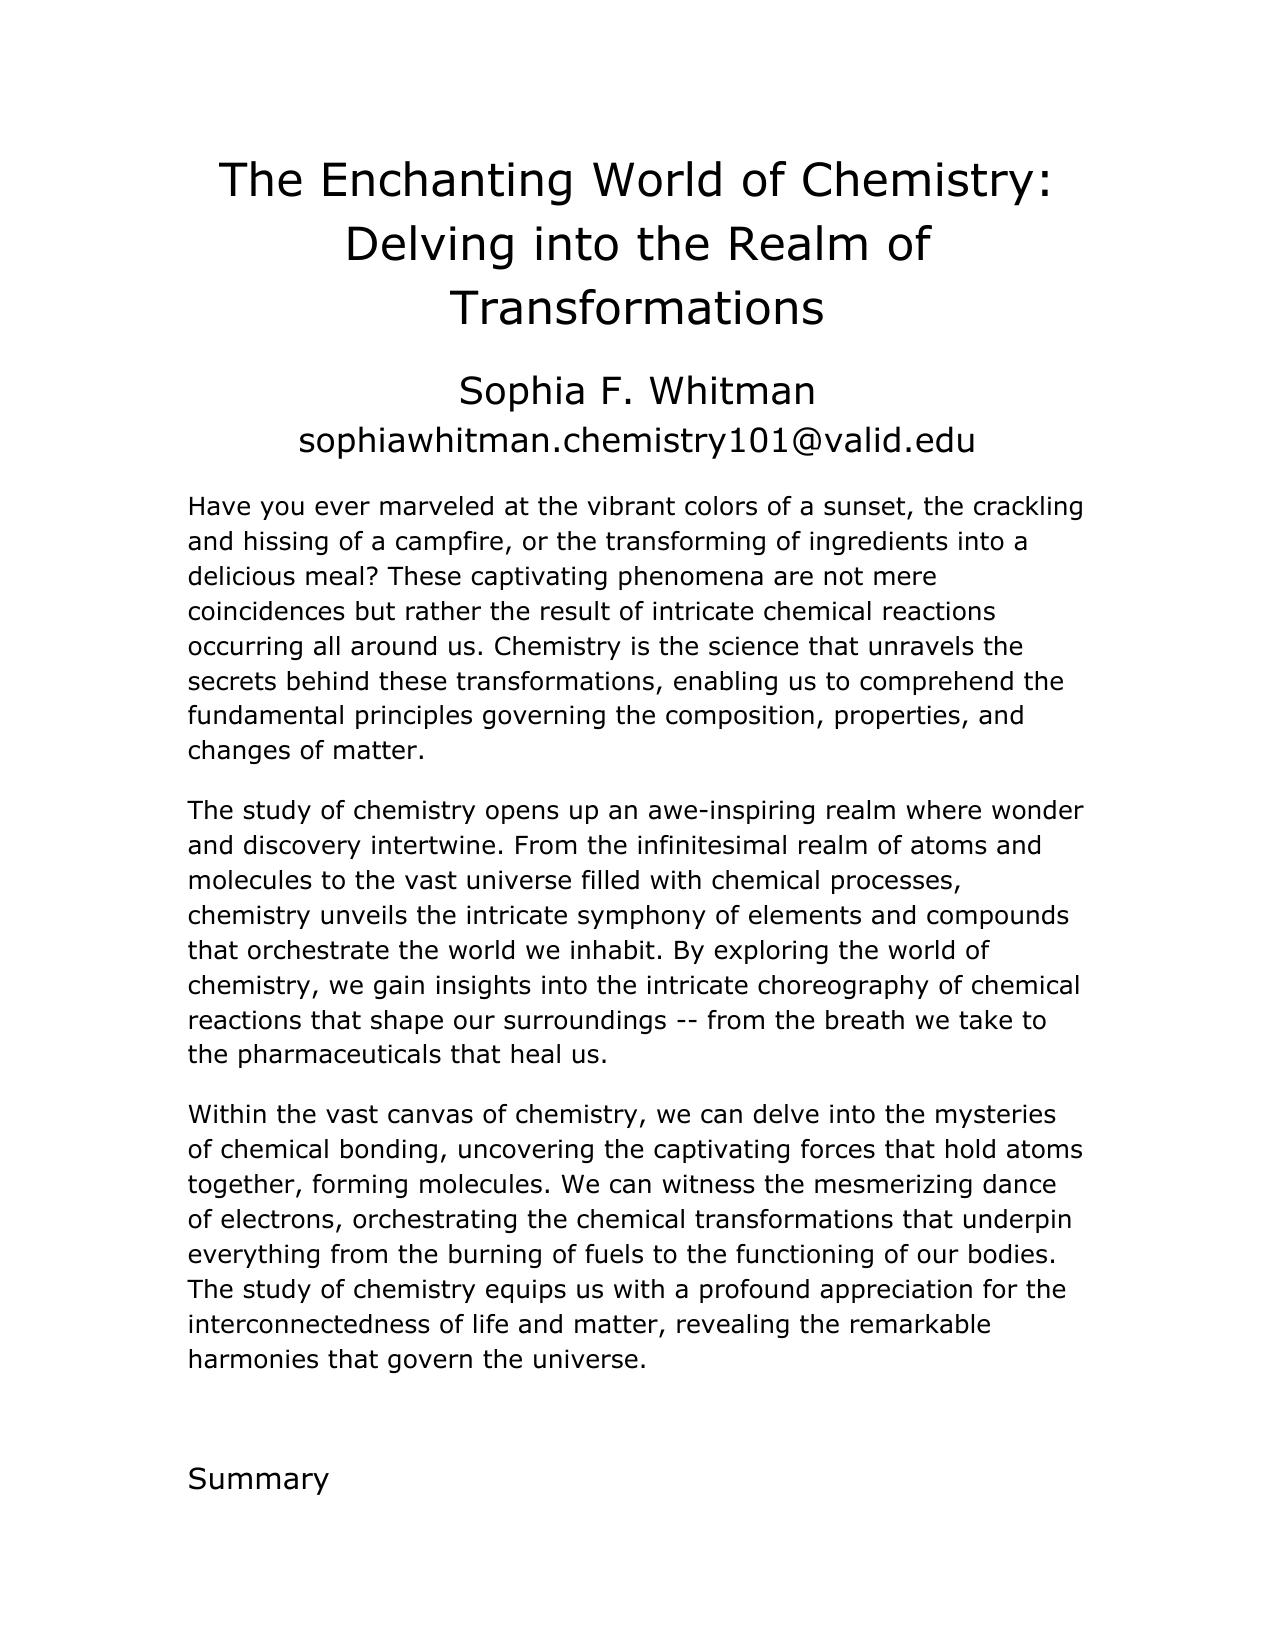 The Enchanting World of Chemistry:
Delving into the Realm of
Transformations
Sophia F. Whitman
sophiawhitman.chemistry101@valid.edu
Have you ever marveled at the vibrant colors of a sunset, the crackling
and hissing of a campfire, or the transforming of ingredients into a
delicious meal? These captivating phenomena are not mere
coincidences but rather the result of intricate chemical reactions
occurring all around us. Chemistry is the science that unravels the
secrets behind these transformations, enabling us to comprehend the
fundamental principles governing the composition, properties, and
changes of matter.
The study of chemistry opens up an awe-inspiring realm where wonder
and discovery intertwine. From the infinitesimal realm of atoms and
molecules to the vast universe filled with chemical processes,
chemistry unveils the intricate symphony of elements and compounds
that orchestrate the world we inhabit. By exploring the world of
chemistry, we gain insights into the intricate choreography of chemical
reactions that shape our surroundings -- from the breath we take to
the pharmaceuticals that heal us.
Within the vast canvas of chemistry, we can delve into the mysteries
of chemical bonding, uncovering the captivating forces that hold atoms
together, forming molecules. We can witness the mesmerizing dance
of electrons, orchestrating the chemical transformations that underpin
everything from the burning of fuels to the functioning of our bodies.
The study of chemistry equips us with a profound appreciation for the
interconnectedness of life and matter, revealing the remarkable
harmonies that govern the universe.
Summary